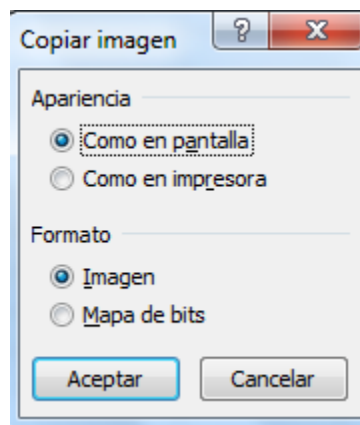 Copiar imagen
Apariencia
Como en pantalla
Como en impresora
Formato
Imagen
Mapa de bits
Aceptar Cancelar